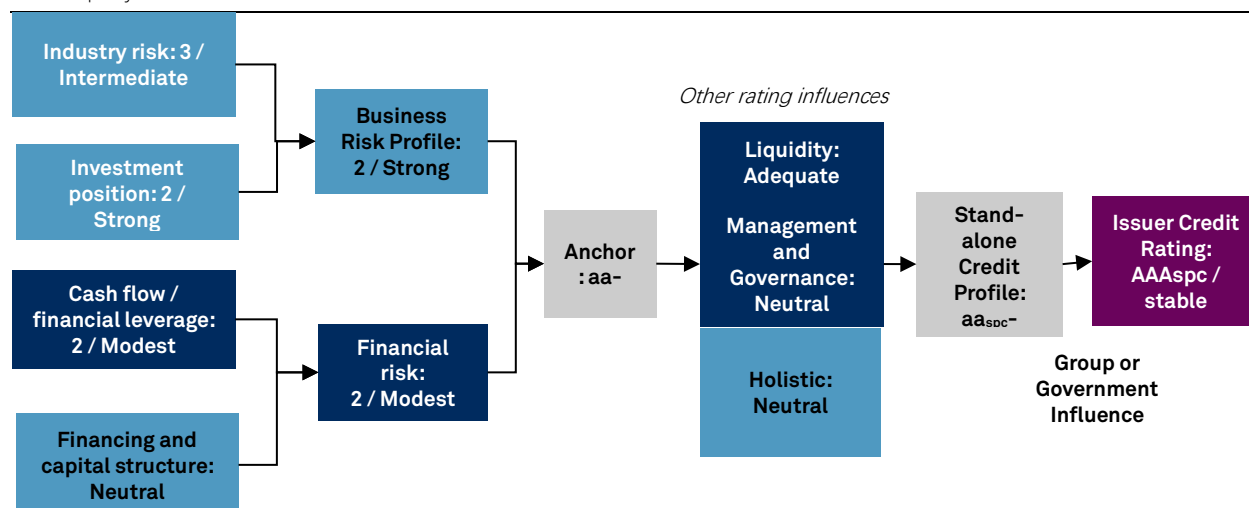 Industry risk: 3 /
Intermediate
Investment
position: 2 /
Strong
Cash flow /
financial leverage:
2 / Modest
Financing and
capital structure:
Neutral
Business
Risk Profile:
2 / Strong
Financial
risk:
2 / Modest
Anchor
: aa-
Other rating influences
Liquidity:
Adequate
Management
and
Governance:
Neutral
Holistic:
Neutral
Stand-
alone
Credit
Profile:
aaspc-
Issuer Credit
Rating:
AAAspc /
stable
Group or
Government
Influence